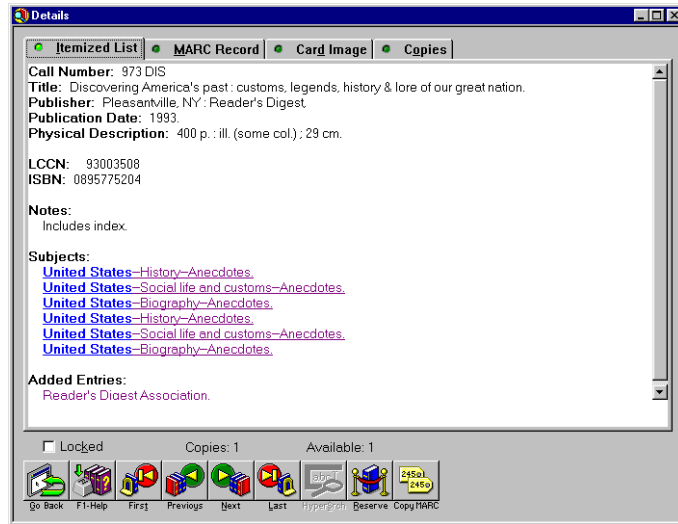 Details
Itemized List MARC Record Card Image Copies
Call Number: 973 DIS
Title: Discovering America's past : customs, legends, history & lore of our great nation.
Publisher: Pleasantville, NY : Reader's Digest,
Publication Date: 1993.
Physical Description: 400 p. : ill. (some col.) ; 29 cm.
LCCN: 93003508
ISBN: 0895775204
Notes:
Includes index.
Subjects:
United States--History--Anecdotes.
United States--Social life and customs--Anecdotes.
United States--Biography--Anecdotes.
United States--History--Anecdotes.
United States--Social life and customs--Anecdotes.
United States--Biography--Anecdotes.
Added Entries:
Reader's Digest Association.
Locked Copies: 1 Available: 1
abc 245a1
245o
Go Back F1-Help First Previous Next Last Hypersrch Reserve Copy MARC